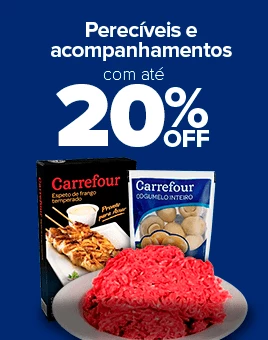 Perecíveis e
acompanhamentos
com até
20%
OFF
Carrefour
Espeto de frango
temperado
Pronto
para Assar
Carrefour
COGUMELO INTEIRO